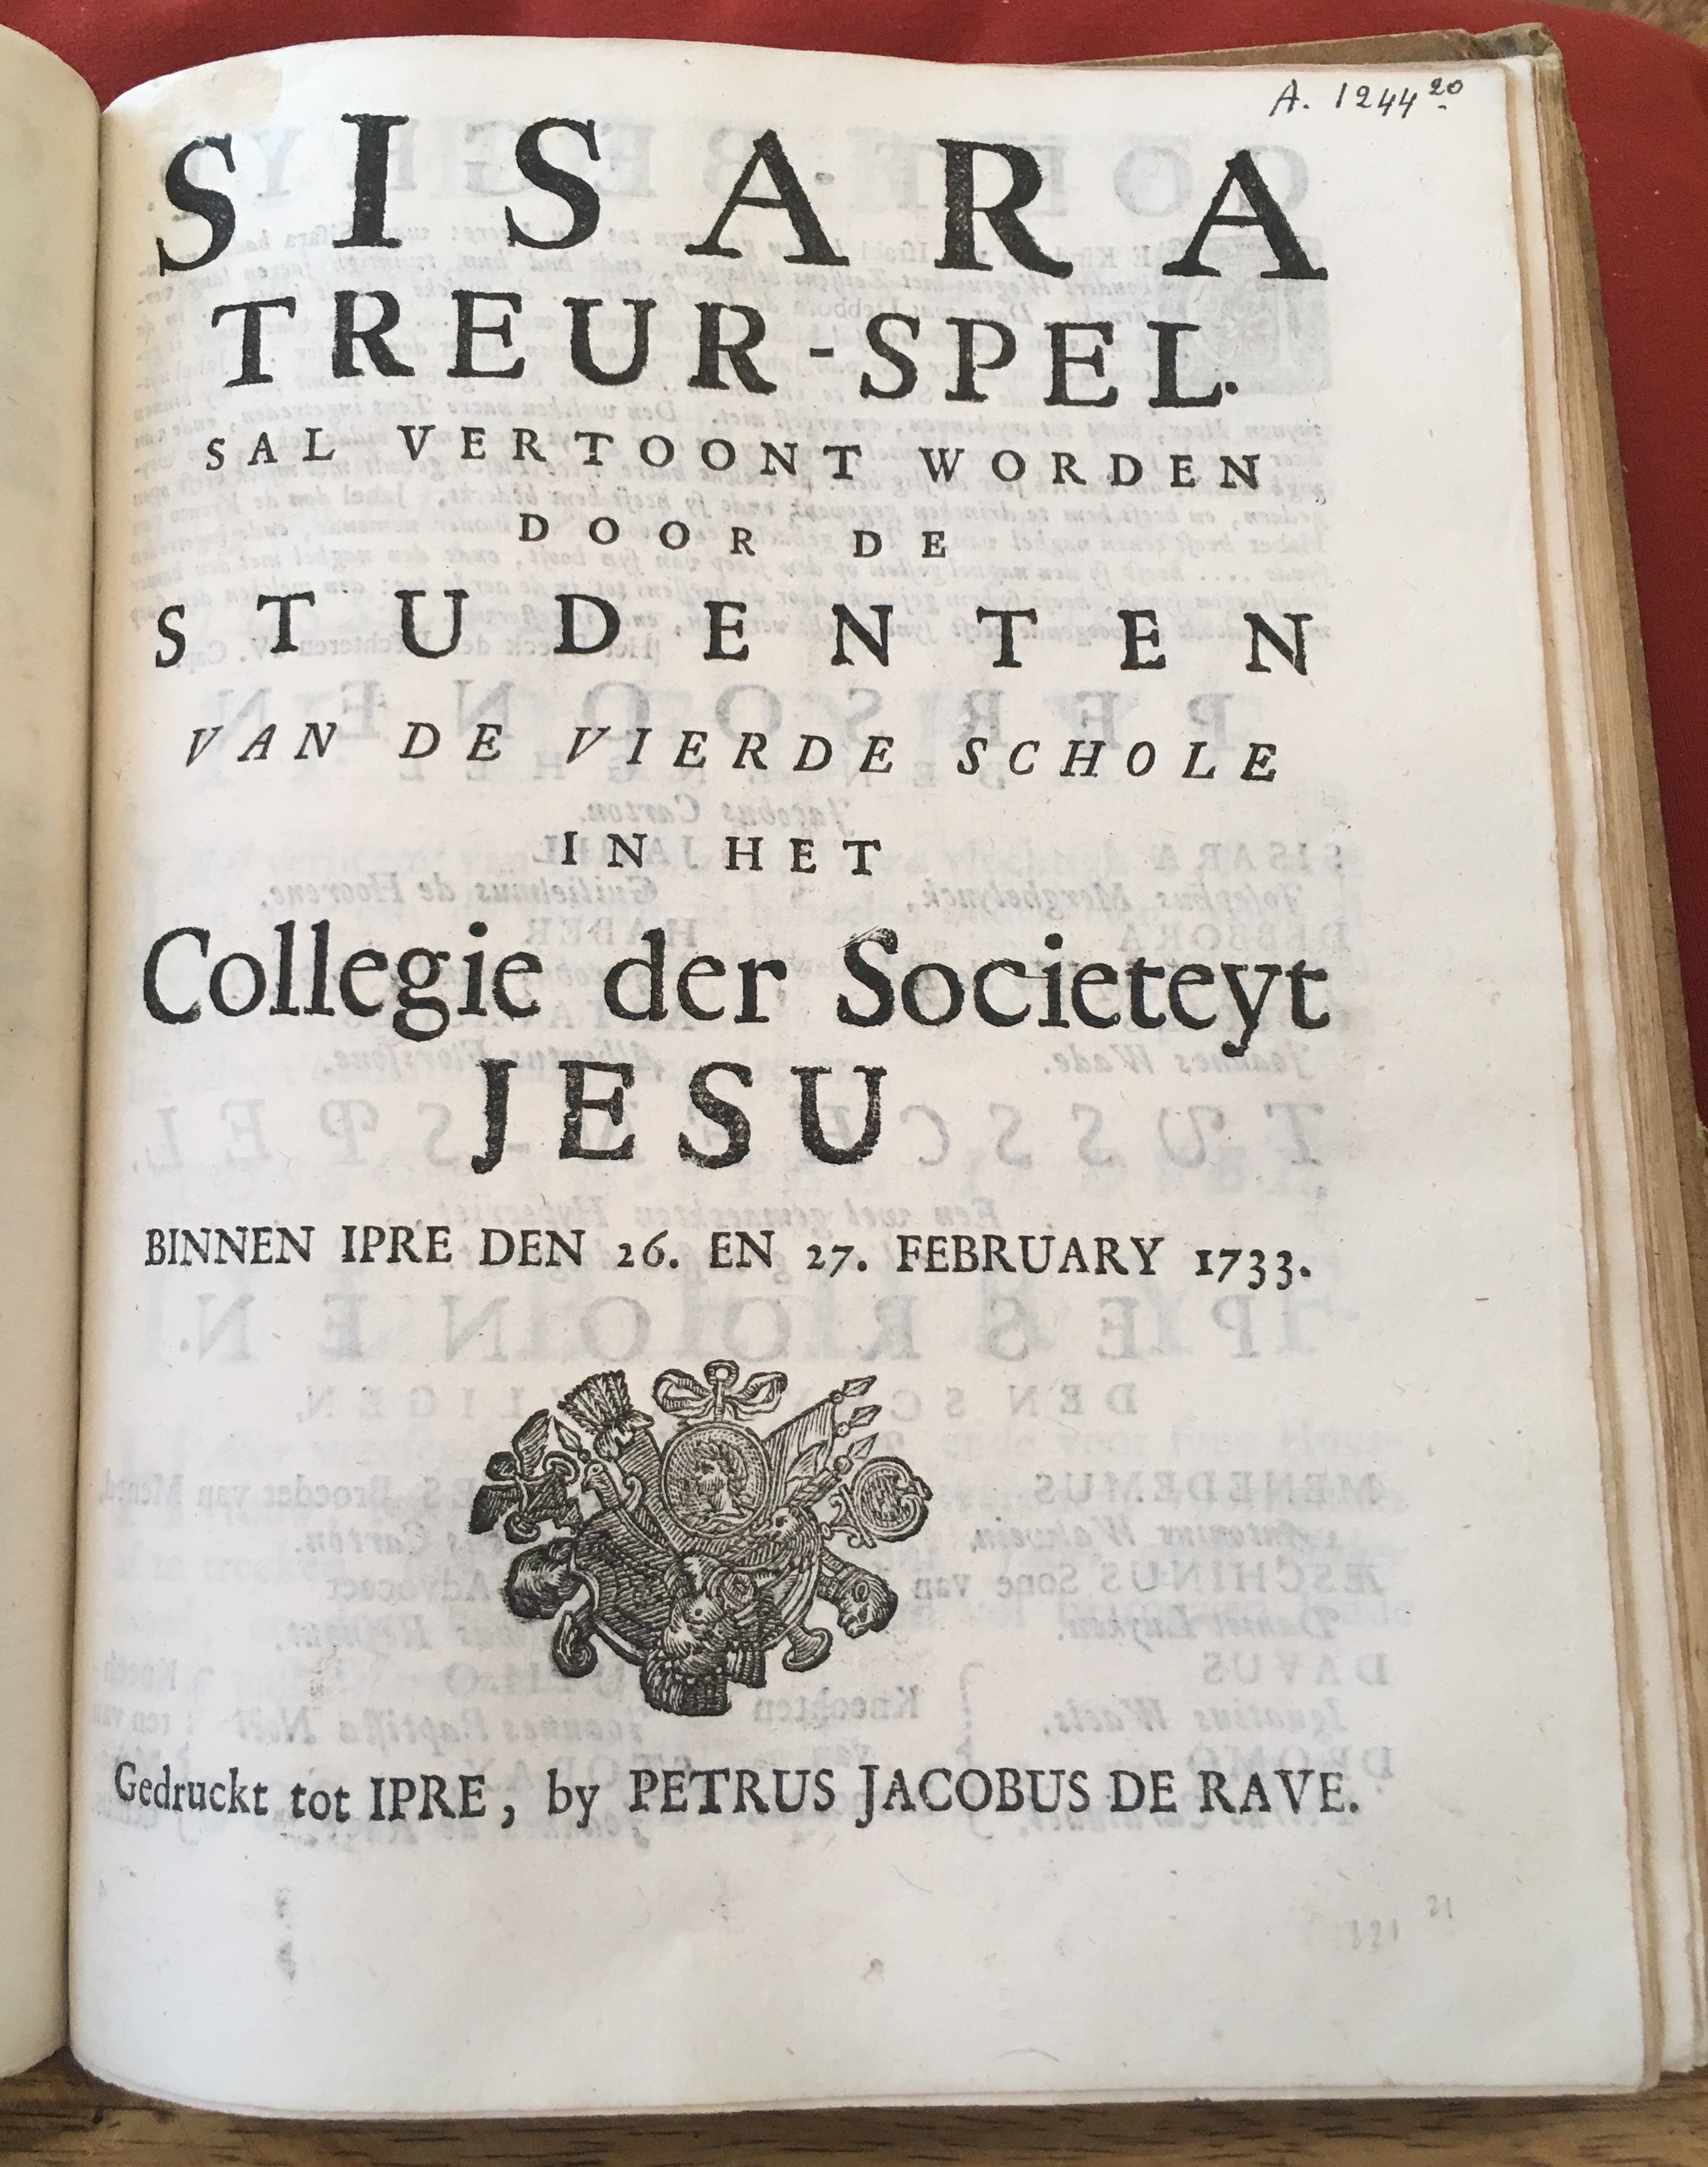 A. 1244 20
SISARA
TREUR-SPEL.
SAL VERTOONT WORDEN
DOOR DE
STUDENTEN
VAN DE VIERDE SCHOLE
IN HET
Collegie der Societeyt
JESU
BINNEN IPRE DEN 26. EN 27. FEBRUARY 1733.
Gedruckt tot IPRE, by PETRUS JACOBUS DE RAVE.